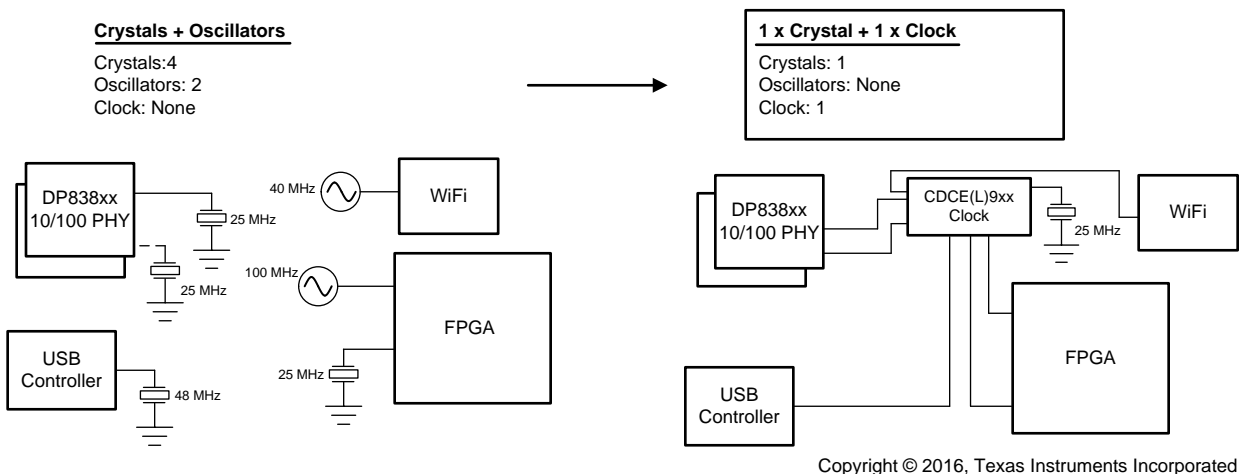 Crystals + Oscillators
Crystals:4
Oscillators: 2
Clock: None
1 x Crystal + 1 x Clock
Crystals: 1
Oscillators: None
Clock: 1
DP838xx
10/100 PHY
25 MHz
25 MHz
USB
Controller
48 MHz
40 MHz
WiFi
100 MHz
FPGA
25 MHz
DP838xx
10/100 PHY
CDCE(L)9xx
Clock
25 MHz
WiFi
FPGA
USB
Controller
Copyright © 2016, Texas Instruments Incorporated